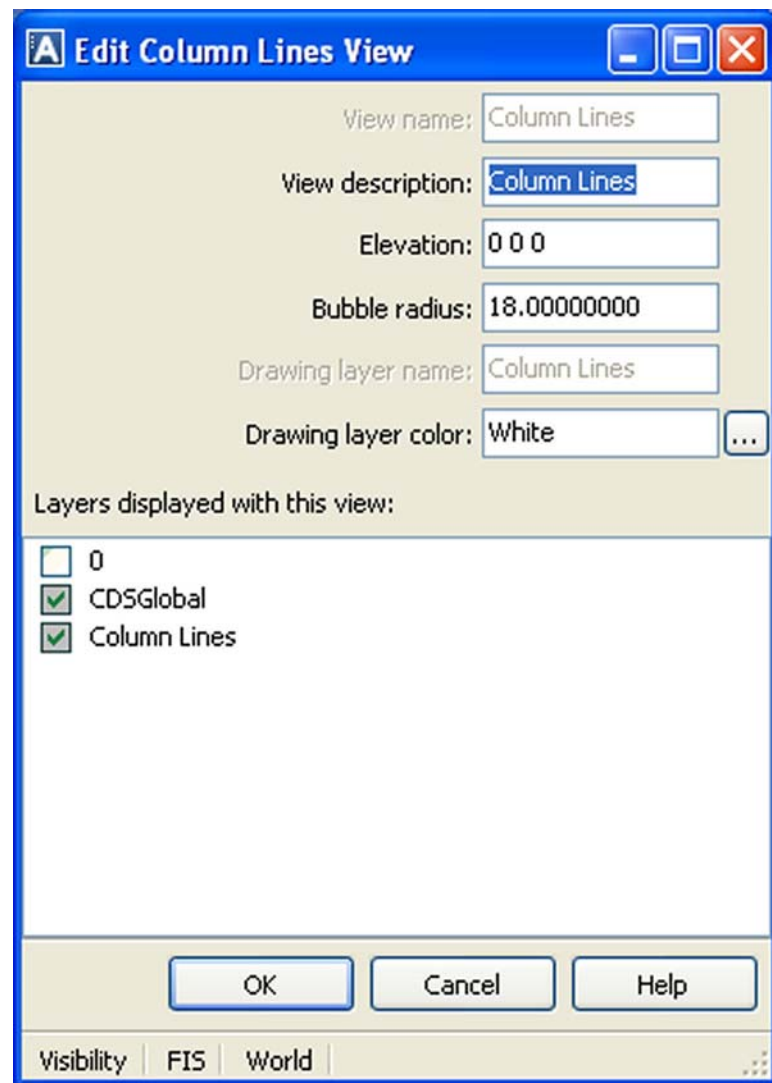 A Edit Column Lines View
View name: Column Lines
View description: Column Lines
Elevation: 0 0 0
Bubble radius: 18.00000000
Drawing layer name: Column Lines
Drawing layer color: White ...
Layers displayed with this view:
0
CDSGlobal
Column Lines
OK Cancel Help
Visibility FIS World